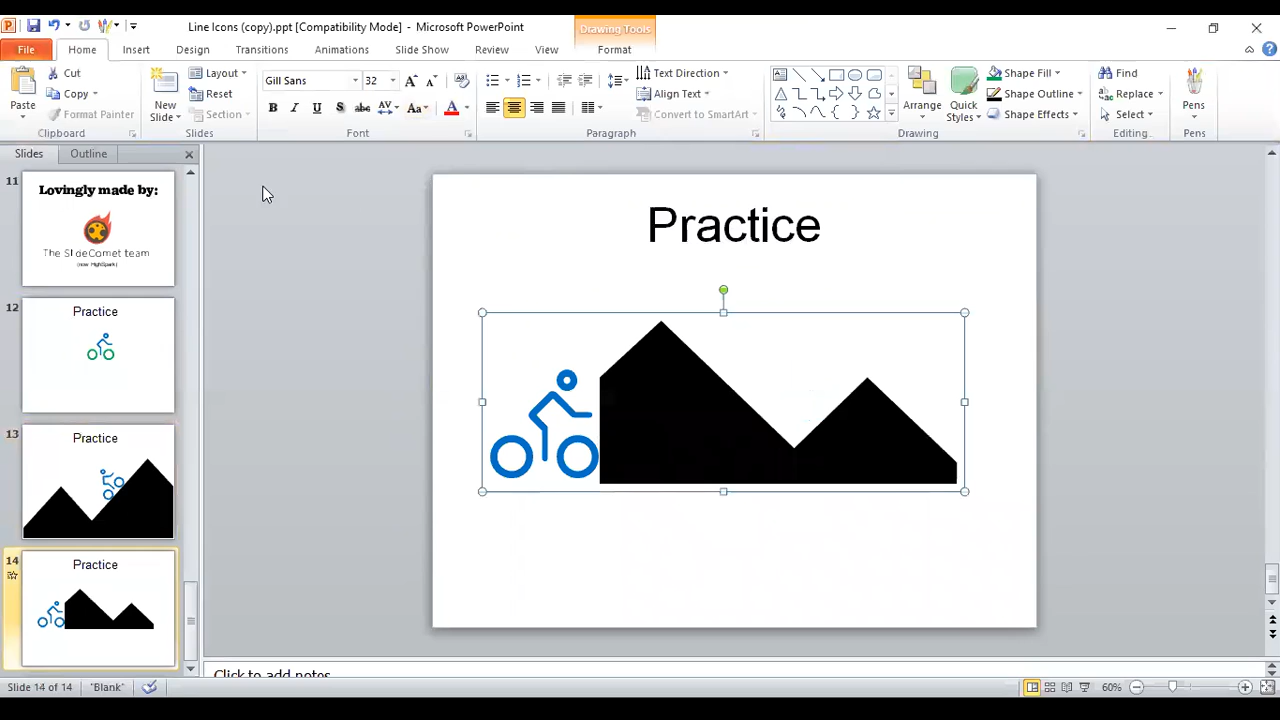 Line Icons (copy).ppt [Compatibility Mode] - Microsoft PowerPoint
Drawing Tools
File Home Insert Design Transitions Animations Slide Show Review View Format
Paste
Cut
Copy
Format Painter
Clipboard
New Slide
Layout
Reset
Section
Slides
Gill Sans 32
Font
Text Direction
Align Text
Convert to SmartArt
Paragraph
Arrange
Quick Styles
Shape Fill
Shape Outline
Shape Effects
Drawing
Find
Replace
Select
Editing
Pens
Pens
Slides Outline
11
Lovingly made by:
The SlideComet team
(now HighSpark)
12
Practice
13
Practice
14
Practice
Practice
Click to add notes
Slide 14 of 14 "Blank" 60%